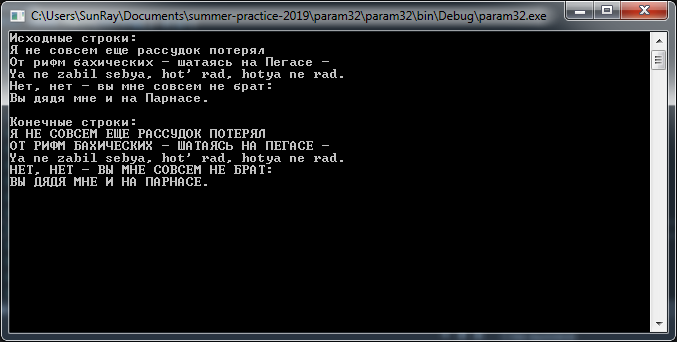 C:\Users\SunRay\Documents\summer-practice-2019\param32\param32\bin\Debug\param32.exe
Исходные строки:
Я не совсем еще рассудок потерял
От рифм бахических - шатаясь на Пегасе -
Ya ne zabil sebya, hot' rad, hotya ne rad.
Нет, нет - вы мне совсем не брат:
Вы дядя мне и на Парнасе.
Конечные строки:
Я НЕ СОВСЕМ ЕЩЕ РАССУДОК ПОТЕРЯЛ
ОТ РИФМ БАХИЧЕСКИХ - ШАТАЯСЬ НА ПЕГАСЕ -
Ya ne zabil sebya, hot' rad, hotya ne rad.
НЕТ, НЕТ - ВЫ МНЕ СОВСЕМ НЕ БРАТ:
ВЫ ДЯДЯ МНЕ И НА ПАРНАСЕ.